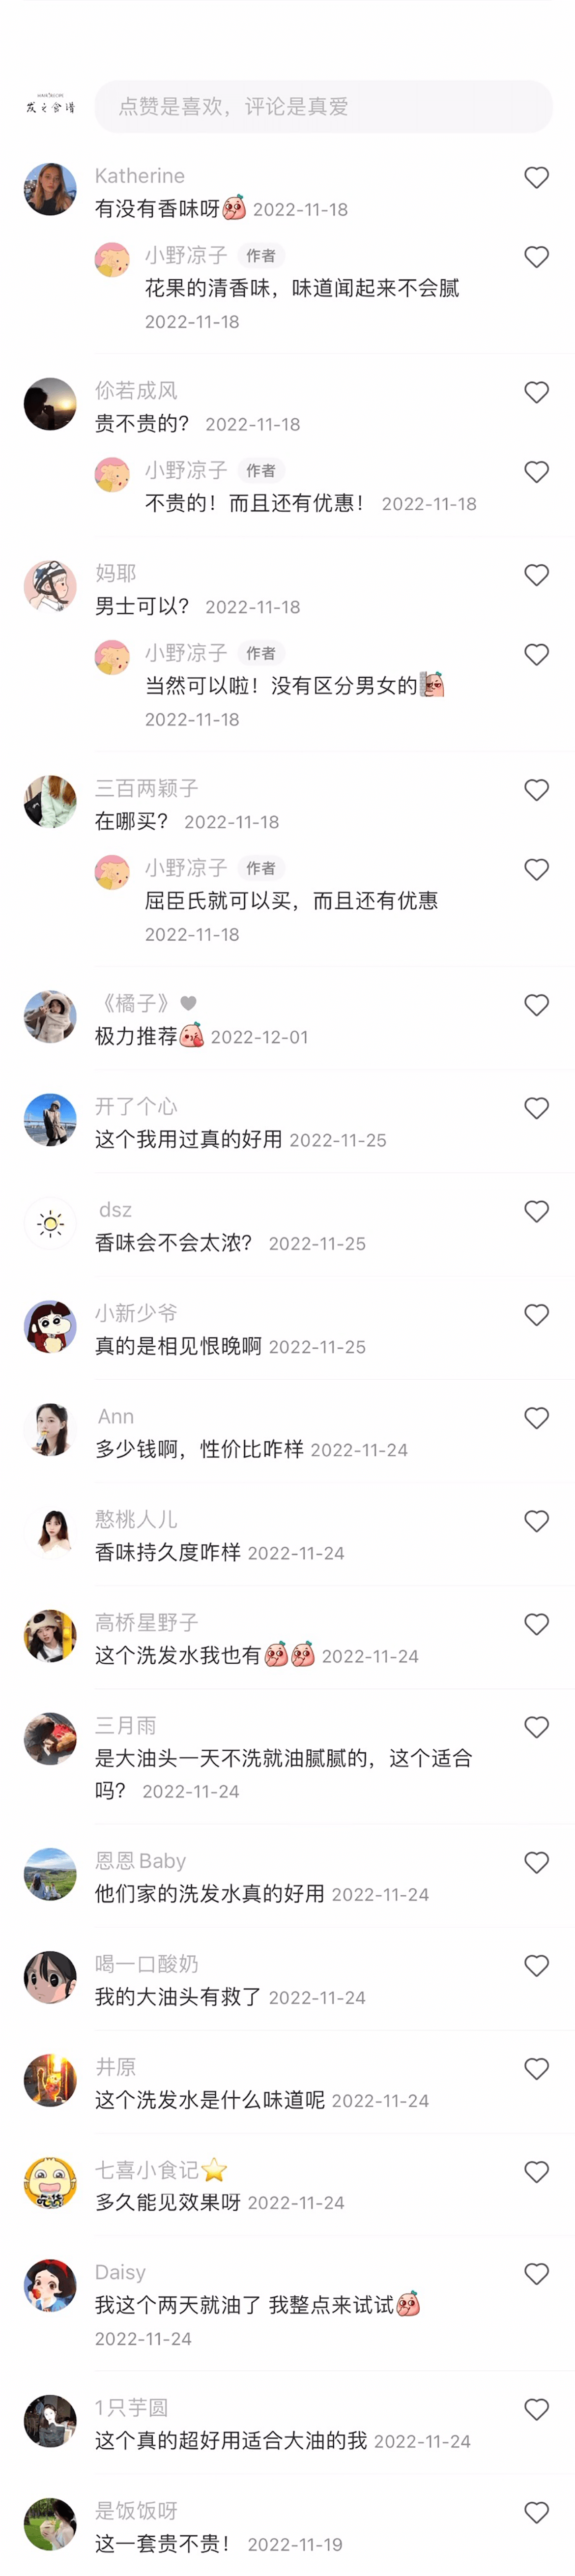 HAIR RECIPE
发之食谱
点赞是喜欢，评论是真爱
Katherine
有没有香味呀 2022-11-18
小野凉子 作者
花果的清香味，味道闻起来不会腻
2022-11-18
伱若成风
贵不贵的？ 2022-11-18
小野凉子 作者
不贵的！而且还有优惠！ 2022-11-18
妈耶
男士可以？ 2022-11-18
小野凉子 作者
当然可以啦！没有区分男女的
2022-11-18
三百两颖子
在哪买？ 2022-11-18
小野凉子 作者
屈臣氏就可以买，而且还有优惠
2022-11-18
《橘子》♥
极力推荐 2022-12-01
开了个心
这个我用过真的好用 2022-11-25
dsz
香味会不会太浓？ 2022-11-25
小新少爷
真的是相见恨晚啊 2022-11-25
Ann
多少钱啊，性价比咋样 2022-11-24
憨桃人儿
香味持久度咋样 2022-11-24
高桥星野子
这个洗发水我也有 2022-11-24
三月雨
是大油头一天不洗就油腻腻的，这个适合
吗？ 2022-11-24
恩恩Baby
他们家的洗发水真的好用 2022-11-24
喝一口酸奶
我的大油头有救了 2022-11-24
井原
这个洗发水是什么味道呢 2022-11-24
七喜小食记⭐
多久能见效果呀 2022-11-24
Daisy
我这个两天就油了 我整点来试试
2022-11-24
1只芋圆
这个真的超好用适合大油的我 2022-11-24
是饭饭呀
这一套贵不贵！ 2022-11-19